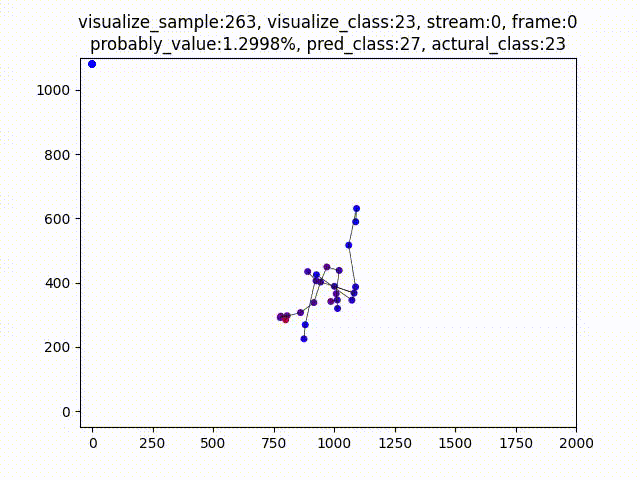 visualize_sample:263, visualize_class:23, stream:0, frame:0
probably_value:1.2998%, pred_class:27, actural_class:23
1000
800
600
400
200
0
0 250 500 750 1000 1250 1500 1750 2000